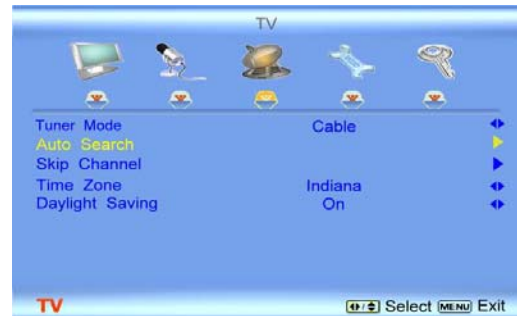 TV
Tuner Mode Cable
Auto Search
Skip Channel
Time Zone Indiana
Daylight Saving On
TV Select MENU Exit